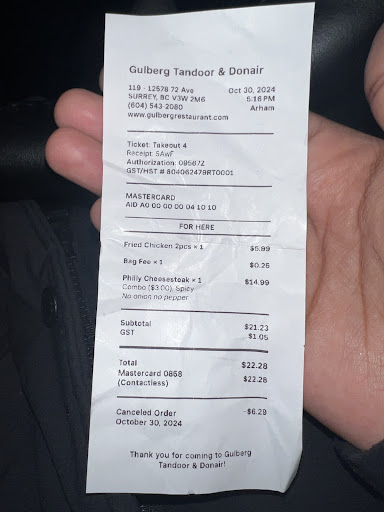 Gulberg Tandoor & Donair
119 - 12578 72 Ave Oct 30, 2024
SURREY, BC V3W 2M6 5:16 PM
(604) 543-2080 Arham
www.gulbergrestaurant.com
Ticket: Takeout 4
Receipt: 5AwF
Authorization: 095672
GST/HST # 804062479RT0001
MASTERCARD
AID A0 00 00 00 04 10 10
FOR HERE
Fried Chicken 2pcs × 1 $5.99
Bag Fee × 1 $0.25
Philly Cheesesteak × 1 $14.99
Combo ($3.00), Spicy
No onion no pepper
Subtotal $21.23
GST $1.05
Total $22.28
Mastercard 0858 $22.28
(Contactless)
Canceled Order -$6.29
October 30, 2024
Thank you for coming to Gulberg
Tandoor & Donair!